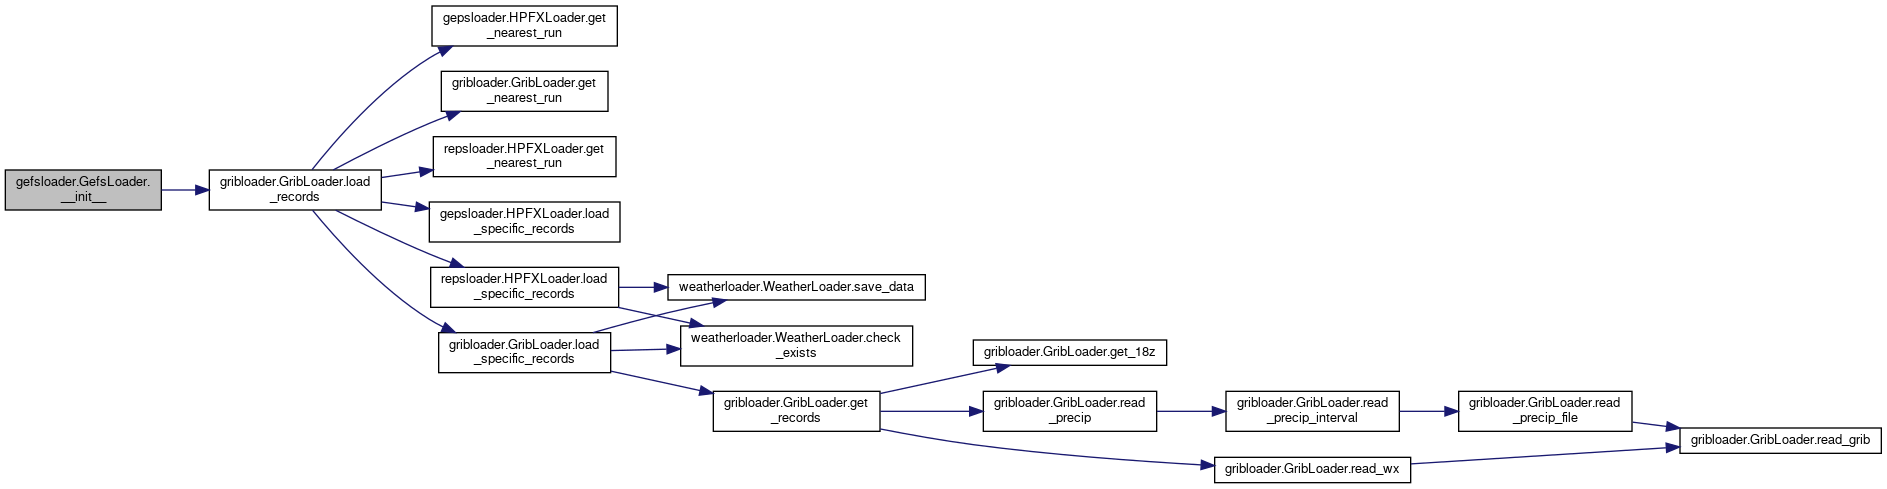 gefsloader.GefsLoader.
__init__
gribloader.GribLoader.load
_records
gepsloader.HPFXLoader.get
_nearest_run
gribloader.GribLoader.get
_nearest_run
repsloader.HPFXLoader.get
_nearest_run
gepsloader.HPFXLoader.load
_specific_records
repsloader.HPFXLoader.load
_specific_records
gribloader.GribLoader.load
_specific_records
weatherloader.WeatherLoader.save_data
weatherloader.WeatherLoader.check
_exists
gribloader.GribLoader.get
_records
gribloader.GribLoader.get_18z
gribloader.GribLoader.read
_precip
gribloader.GribLoader.read_wx
gribloader.GribLoader.read
_precip_interval
gribloader.GribLoader.read
_precip_file
gribloader.GribLoader.read_grib